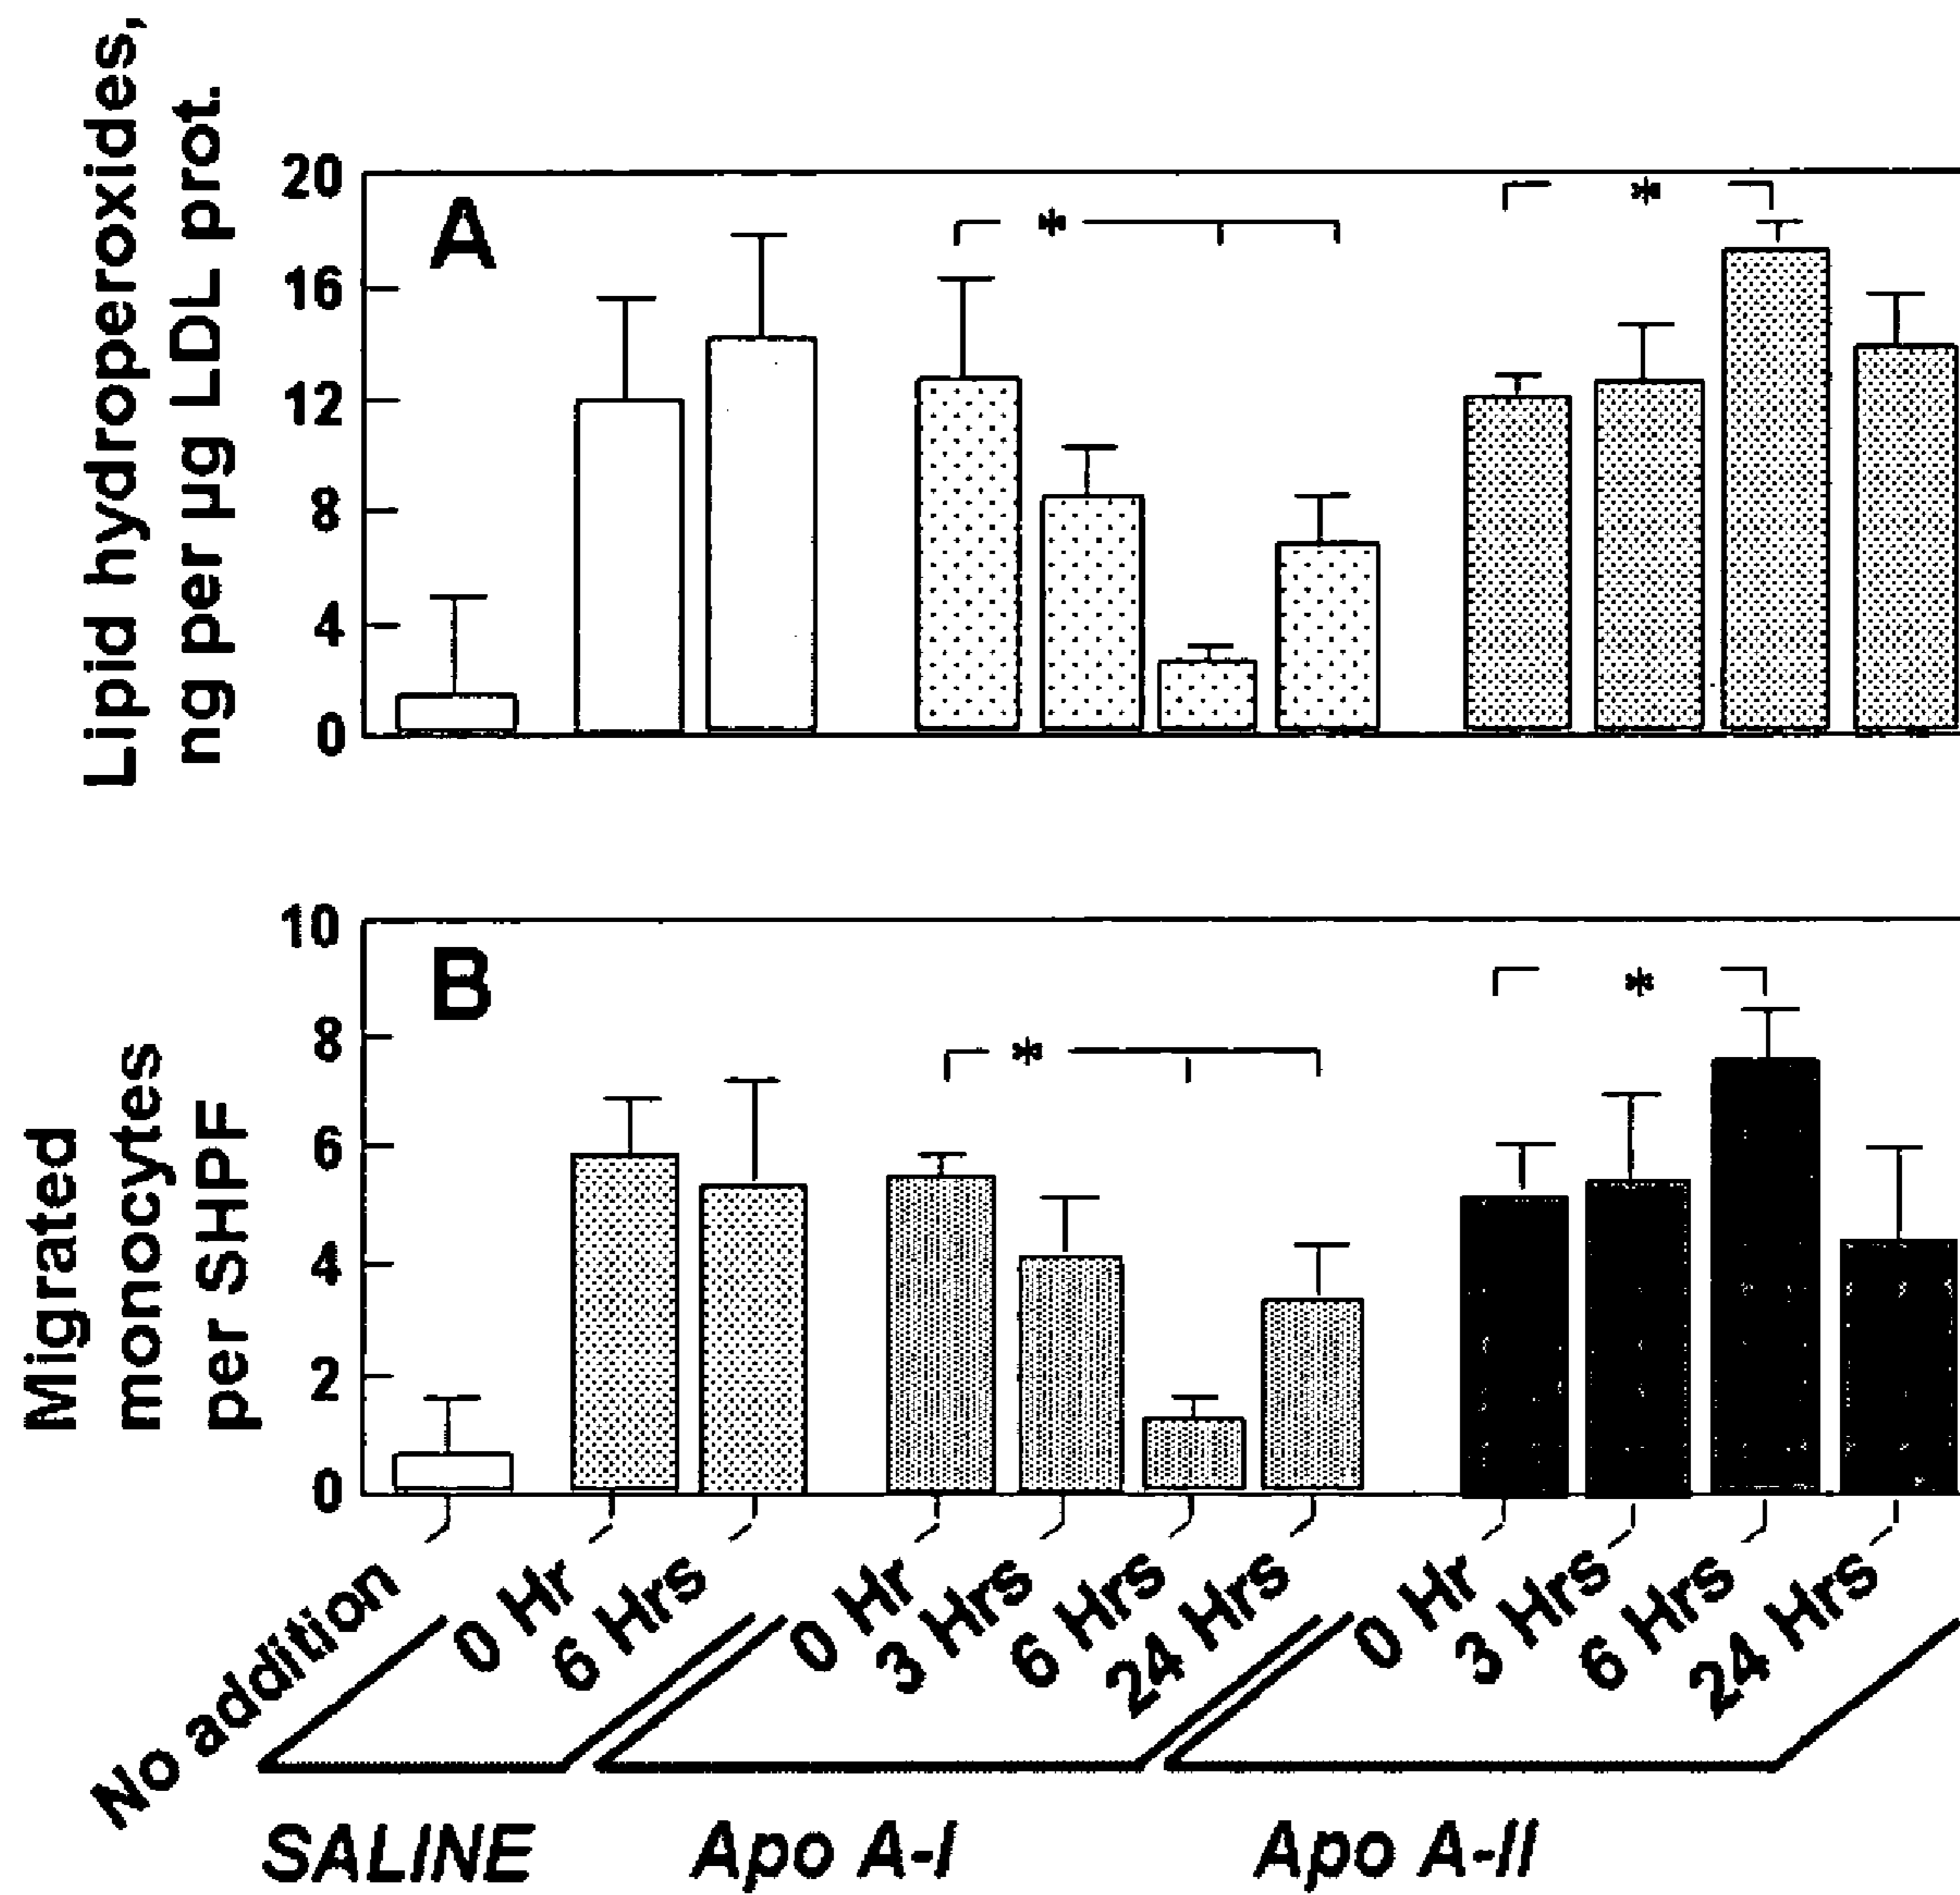 Lipid hydroperoxides,
ng per µg LDL prot.
20
16
12
8
4
0
A
*
*
Migrated
monocytes
per SHPF
10
8
6
4
2
0
B
*
*
No addition
0 Hr
6 Hrs
0 Hr
3 Hrs
6 Hrs
24 Hrs
0 Hr
3 Hrs
6 Hrs
24 Hrs
SALINE
Apo A-I
Apo A-II